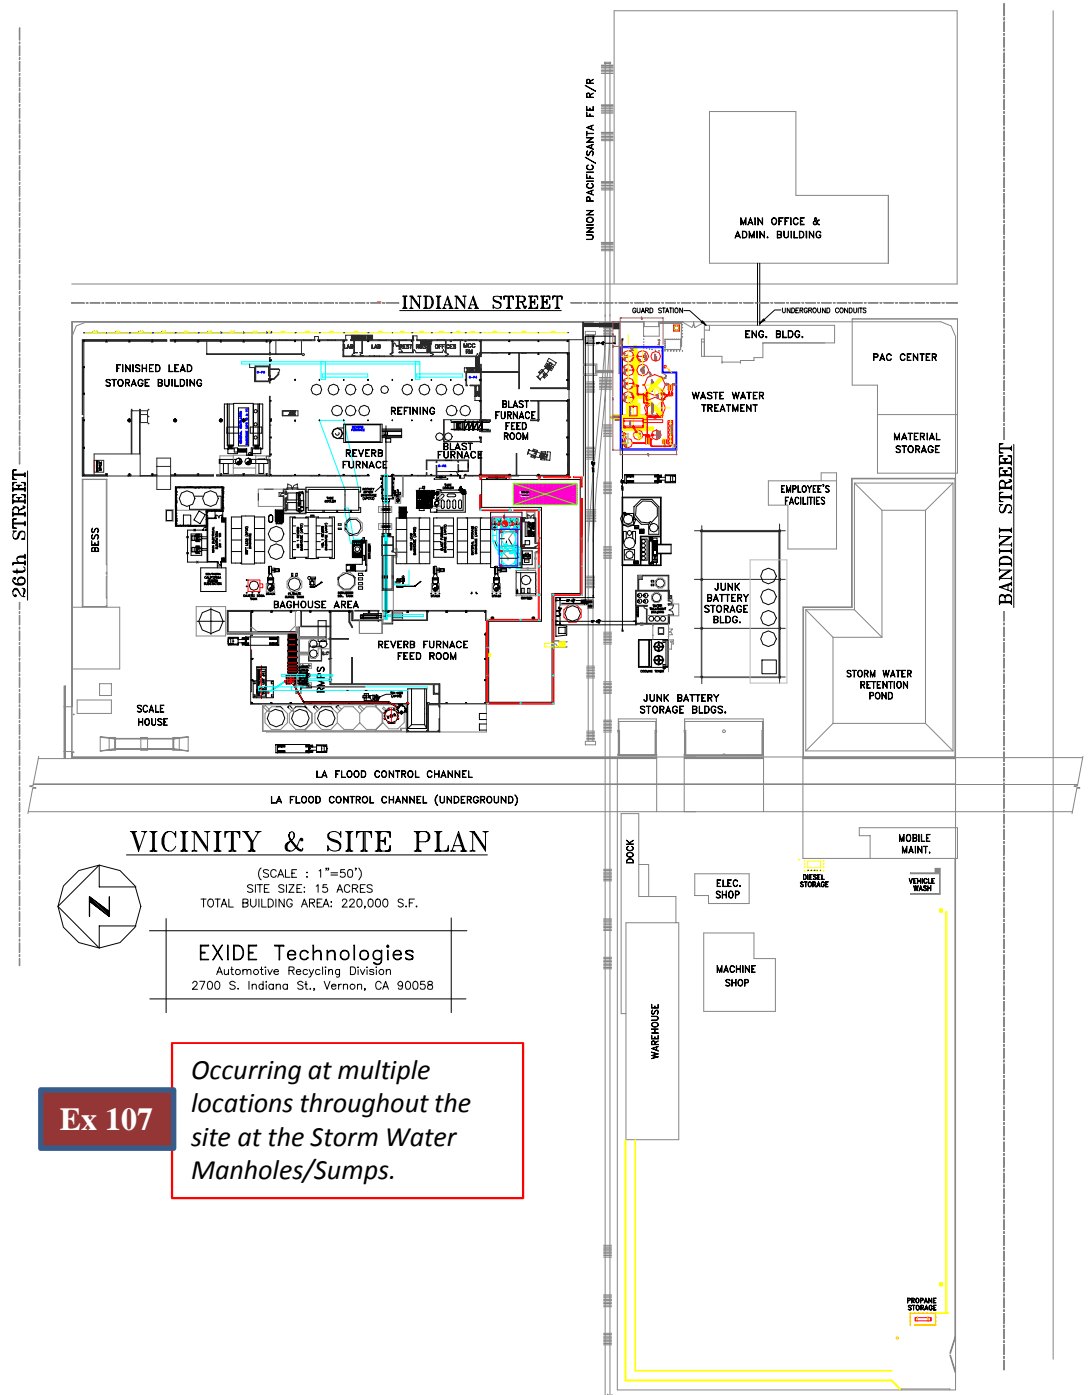 UNION PACIFIC/SANTA FE R/R
MAIN OFFICE &
ADMIN. BUILDING
INDIANA STREET
GUARD STATION
UNDERGROUND CONDUITS
ENG. BLDG.
PAC CENTER
FINISHED LEAD
STORAGE BUILDING
LAB
LAB
REST
OFFICES
MCC
RM
REFINING
BLAST
FURNACE
FEED
ROOM
WASTE WATER
TREATMENT
REVERB
FURNACE
BLAST
FURNACE
MATERIAL
STORAGE
26th STREET
BESS
EMPLOYEE'S
FACILITIES
BANDINI STREET
JUNK
BATTERY
STORAGE
BLDG.
BAGHOUSE AREA
REVERB FURNACE
FEED ROOM
RMPS
SCALE
HOUSE
JUNK BATTERY
STORAGE BLDGS.
STORM WATER
RETENTION
POND
LA FLOOD CONTROL CHANNEL
LA FLOOD CONTROL CHANNEL (UNDERGROUND)
VICINITY & SITE PLAN
(SCALE : 1"=50')
SITE SIZE: 15 ACRES
TOTAL BUILDING AREA: 220,000 S.F.
N
EXIDE Technologies
Automotive Recycling Division
2700 S. Indiana St., Vernon, CA 90058
DOCK
MOBILE
MAINT.
ELEC.
SHOP
DIESEL
STORAGE
VEHICLE
WASH
MACHINE
SHOP
WAREHOUSE
Ex 107
Occurring at multiple
locations throughout the
site at the Storm Water
Manholes/Sumps.
PROPANE
STORAGE